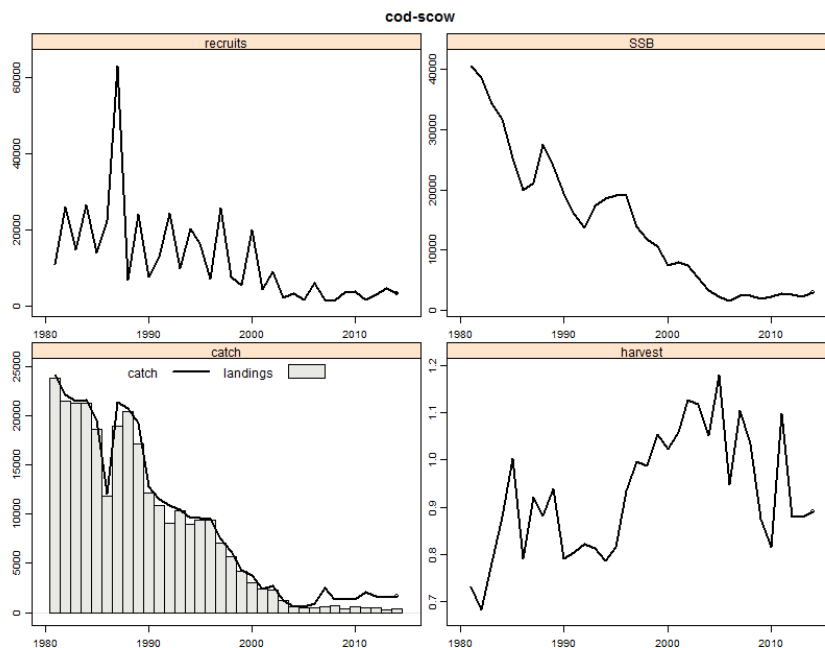 cod-scow
recruits
0 20000 40000 60000
1980 1990 2000 2010
SSB
0 10000 20000 30000 40000
1980 1990 2000 2010
catch
catch landings
0 5000 10000 15000 20000 25000
1980 1990 2000 2010
harvest
0.7 0.8 0.9 1.0 1.1 1.2
1980 1990 2000 2010